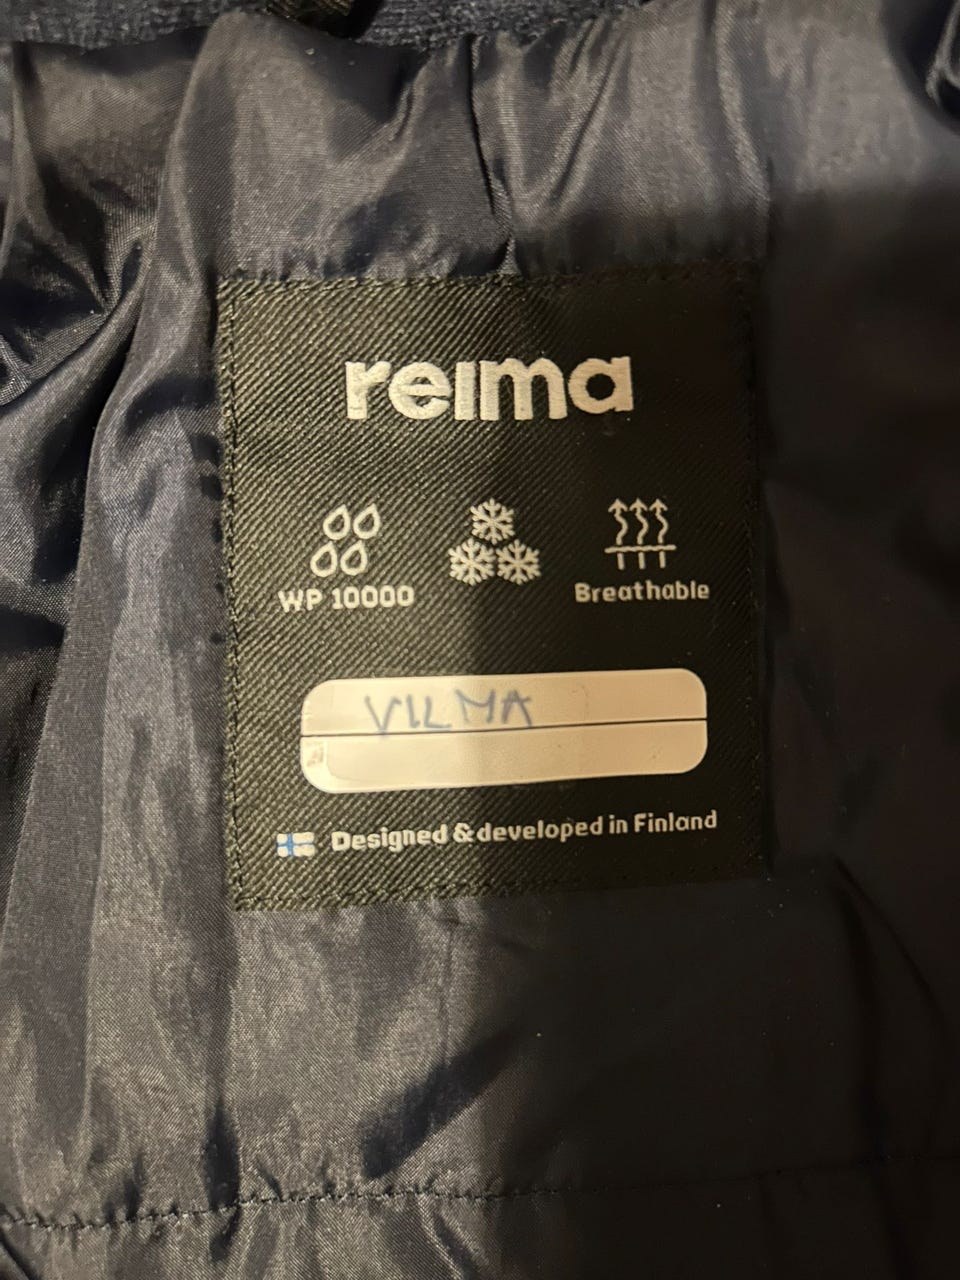 reima
WP 10000
Breathable
VILMA
Designed & developed in Finland